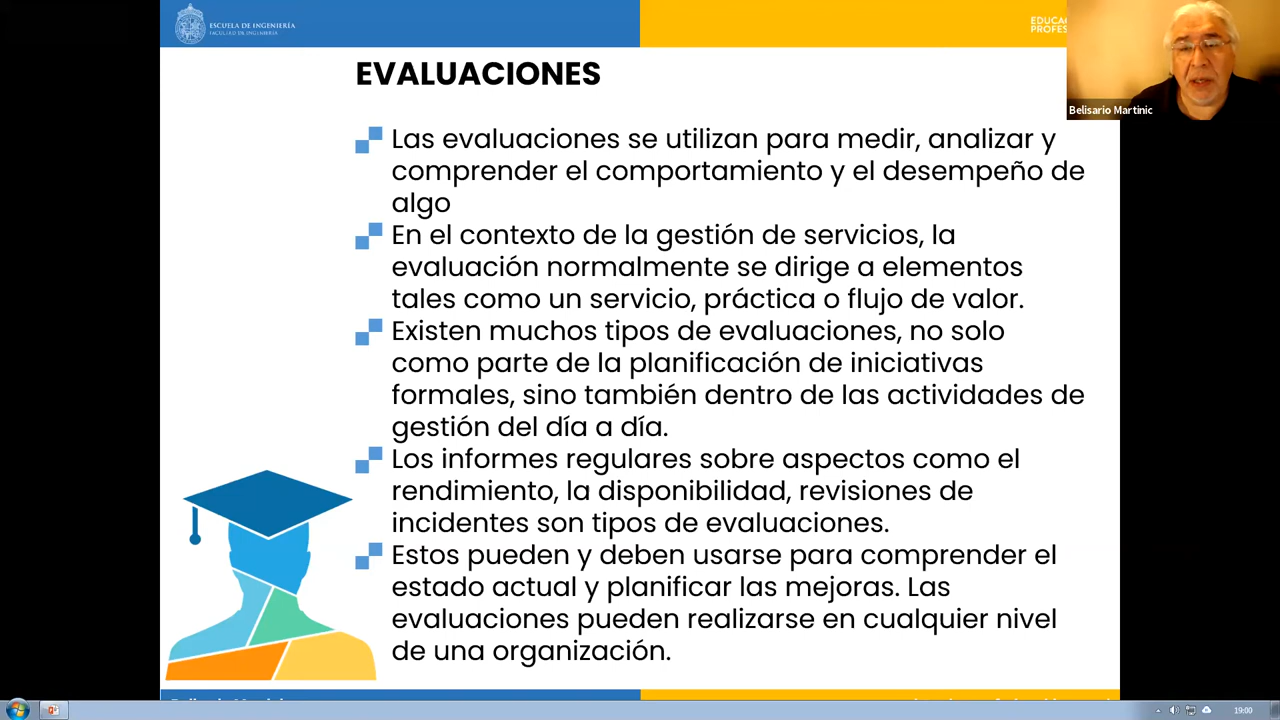 ESCUELA DE INGENIERÍA
FACULTAD DE INGENIERÍA
EVALUACIONES
Belisario Martinic
Las evaluaciones se utilizan para medir, analizar y
comprender el comportamiento y el desempeño de
algo
En el contexto de la gestión de servicios, la
evaluación normalmente se dirige a elementos
tales como un servicio, práctica o flujo de valor.
Existen muchos tipos de evaluaciones, no solo
como parte de la planificación de iniciativas
formales, sino también dentro de las actividades de
gestión del día a día.
Los informes regulares sobre aspectos como el
rendimiento, la disponibilidad, revisiones de
incidentes son tipos de evaluaciones.
Estos pueden y deben usarse para comprender el
estado actual y planificar las mejoras. Las
evaluaciones pueden realizarse en cualquier nivel
de una organización.
19:00